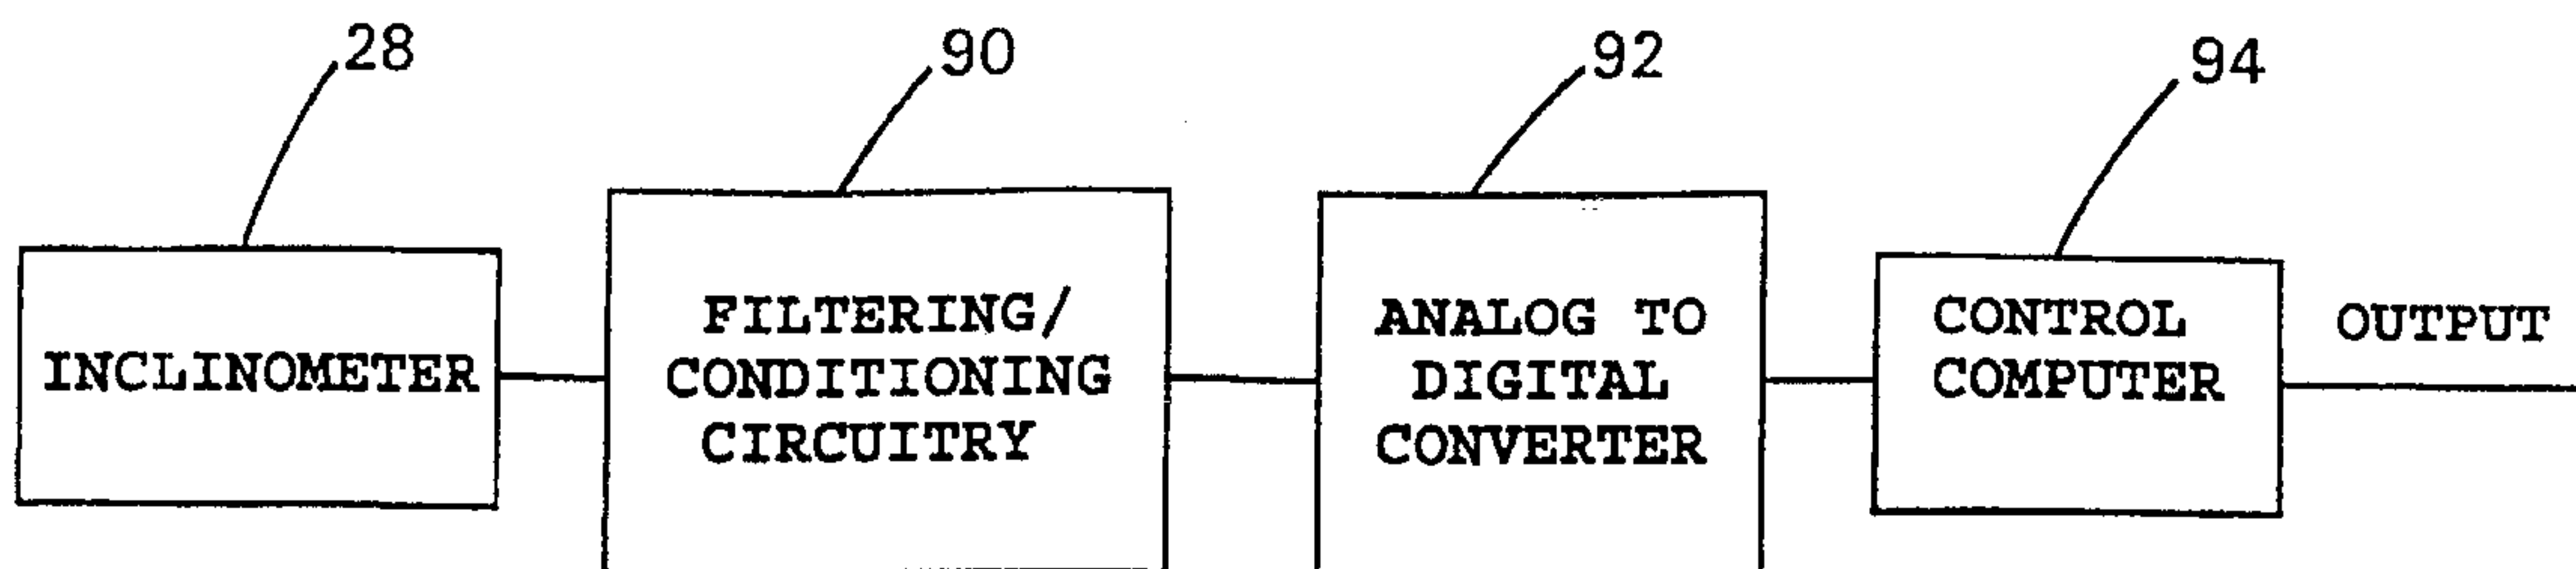 28
90
92
94
INCLINOMETER
FILTERING/
CONDITIONING
CIRCUITRY
ANALOG TO
DIGITAL
CONVERTER
CONTROL
COMPUTER
OUTPUT